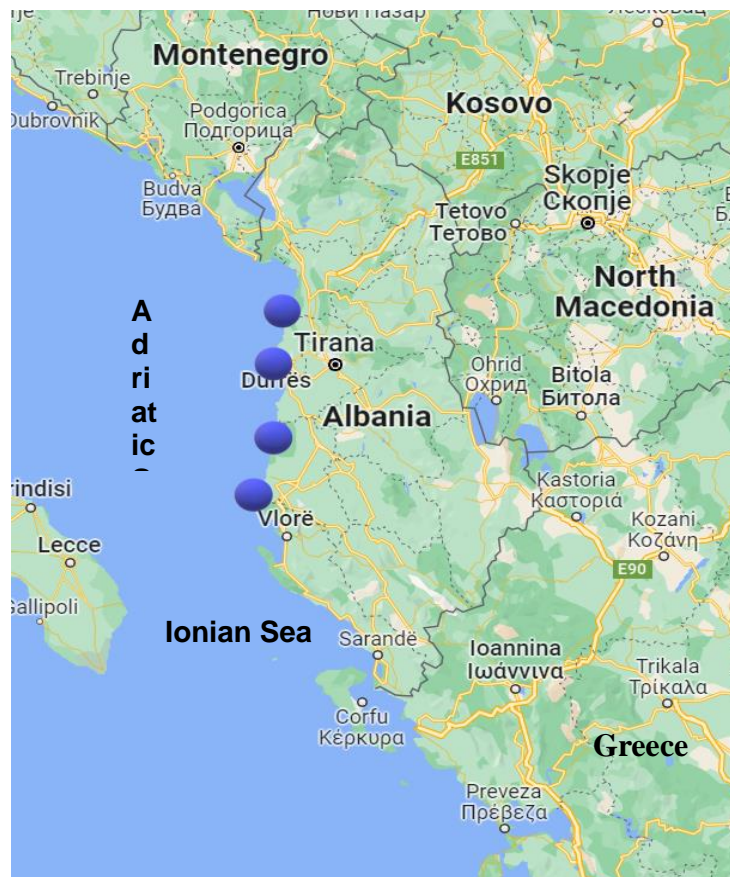 Нови Пазар
Лесковац
Montenegro
Trebinje
Kosovo
Dubrovnik
Podgorica
Подгорица
E851
Skopje
Скопје
Budva
Будва
Tetovo
Тетово
North
Macedonia
A
d
ri
at
ic
Tirana
Durrës
Ohrid
Охрид
Bitola
Битола
Albania
rindisi
Kastoria
Καστοριά
Vlorë
Kozani
Κοζάνη
Lecce
E90
Gallipoli
Ionian Sea
Sarandë
Ioannina
Ιωάννινα
Trikala
Τρίκαλα
Corfu
Κέρκυρα
Greece
Preveza
Πρέβεζα